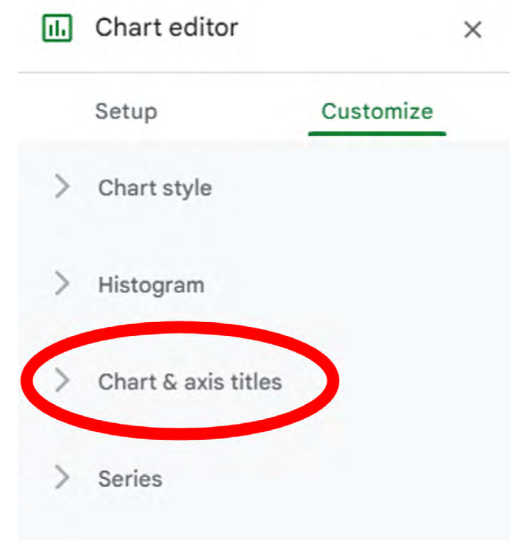 Chart editor
Setup Customize
Chart style
Histogram
Chart & axis titles
Series